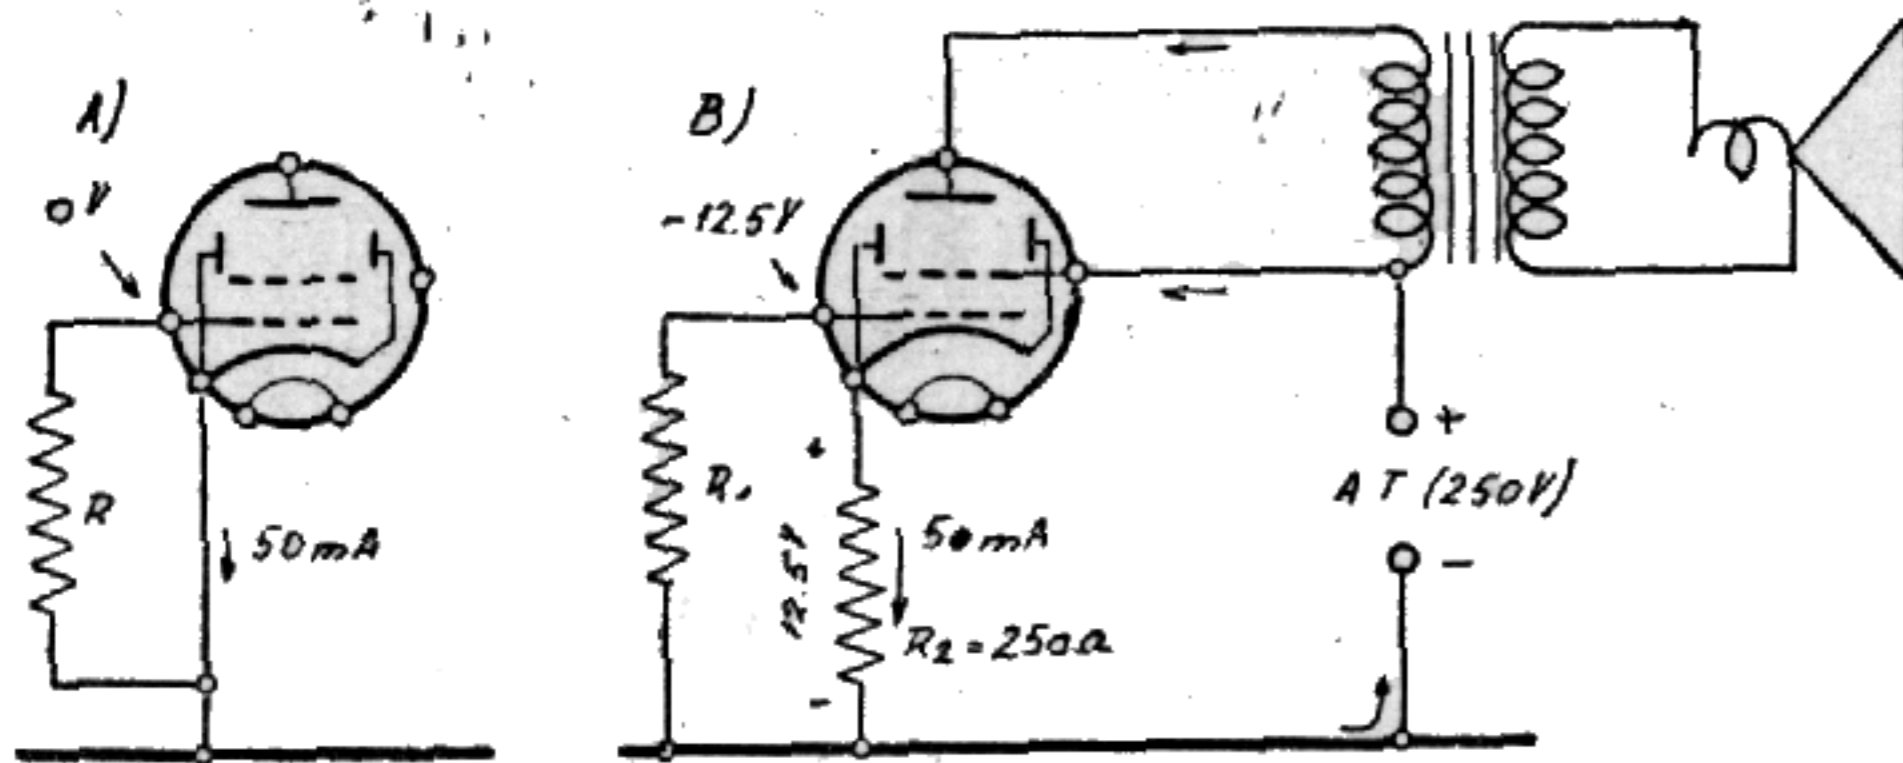 A)
0V
R
50mA
B)
-12.5V
R1
+
12.5V
-
50mA
R2=250Ω
+
AT (250V)
-